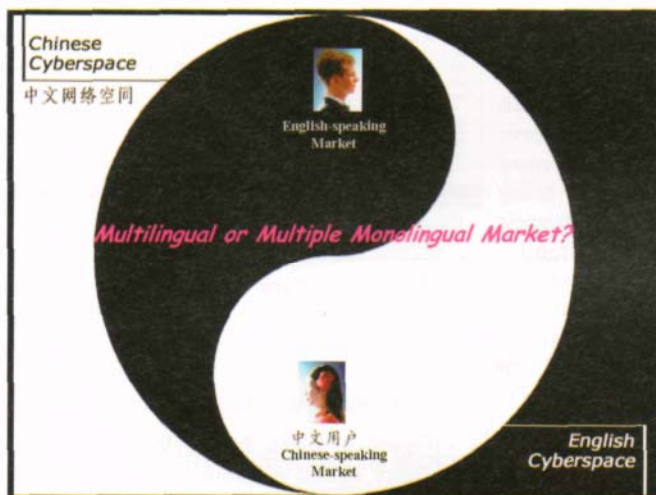 Chinese
Cyberspace
中文网络空间
English-speaking
Market
Multilingual or Multiple Monolingual Market?
中文用户
Chinese-speaking
Market
English
Cyberspace